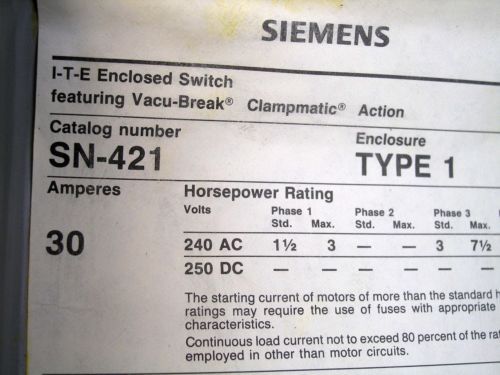 SIEMENS
I-T-E Enclosed Switch
featuring Vacu-Break® Clampmatic® Action
Catalog number Enclosure
SN-421 TYPE 1
Amperes Horsepower Rating
Volts Phase 1 Phase 2 Phase 3
Std. Max. Std. Max. Std. Max.
30 240 AC 1½ 3 — — 3 7½
250 DC — — — — — —
The starting current of motors of more than the standard h
ratings may require the use of fuses with appropriate
characteristics.
Continuous load current not to exceed 80 percent of the rat
employed in other than motor circuits.